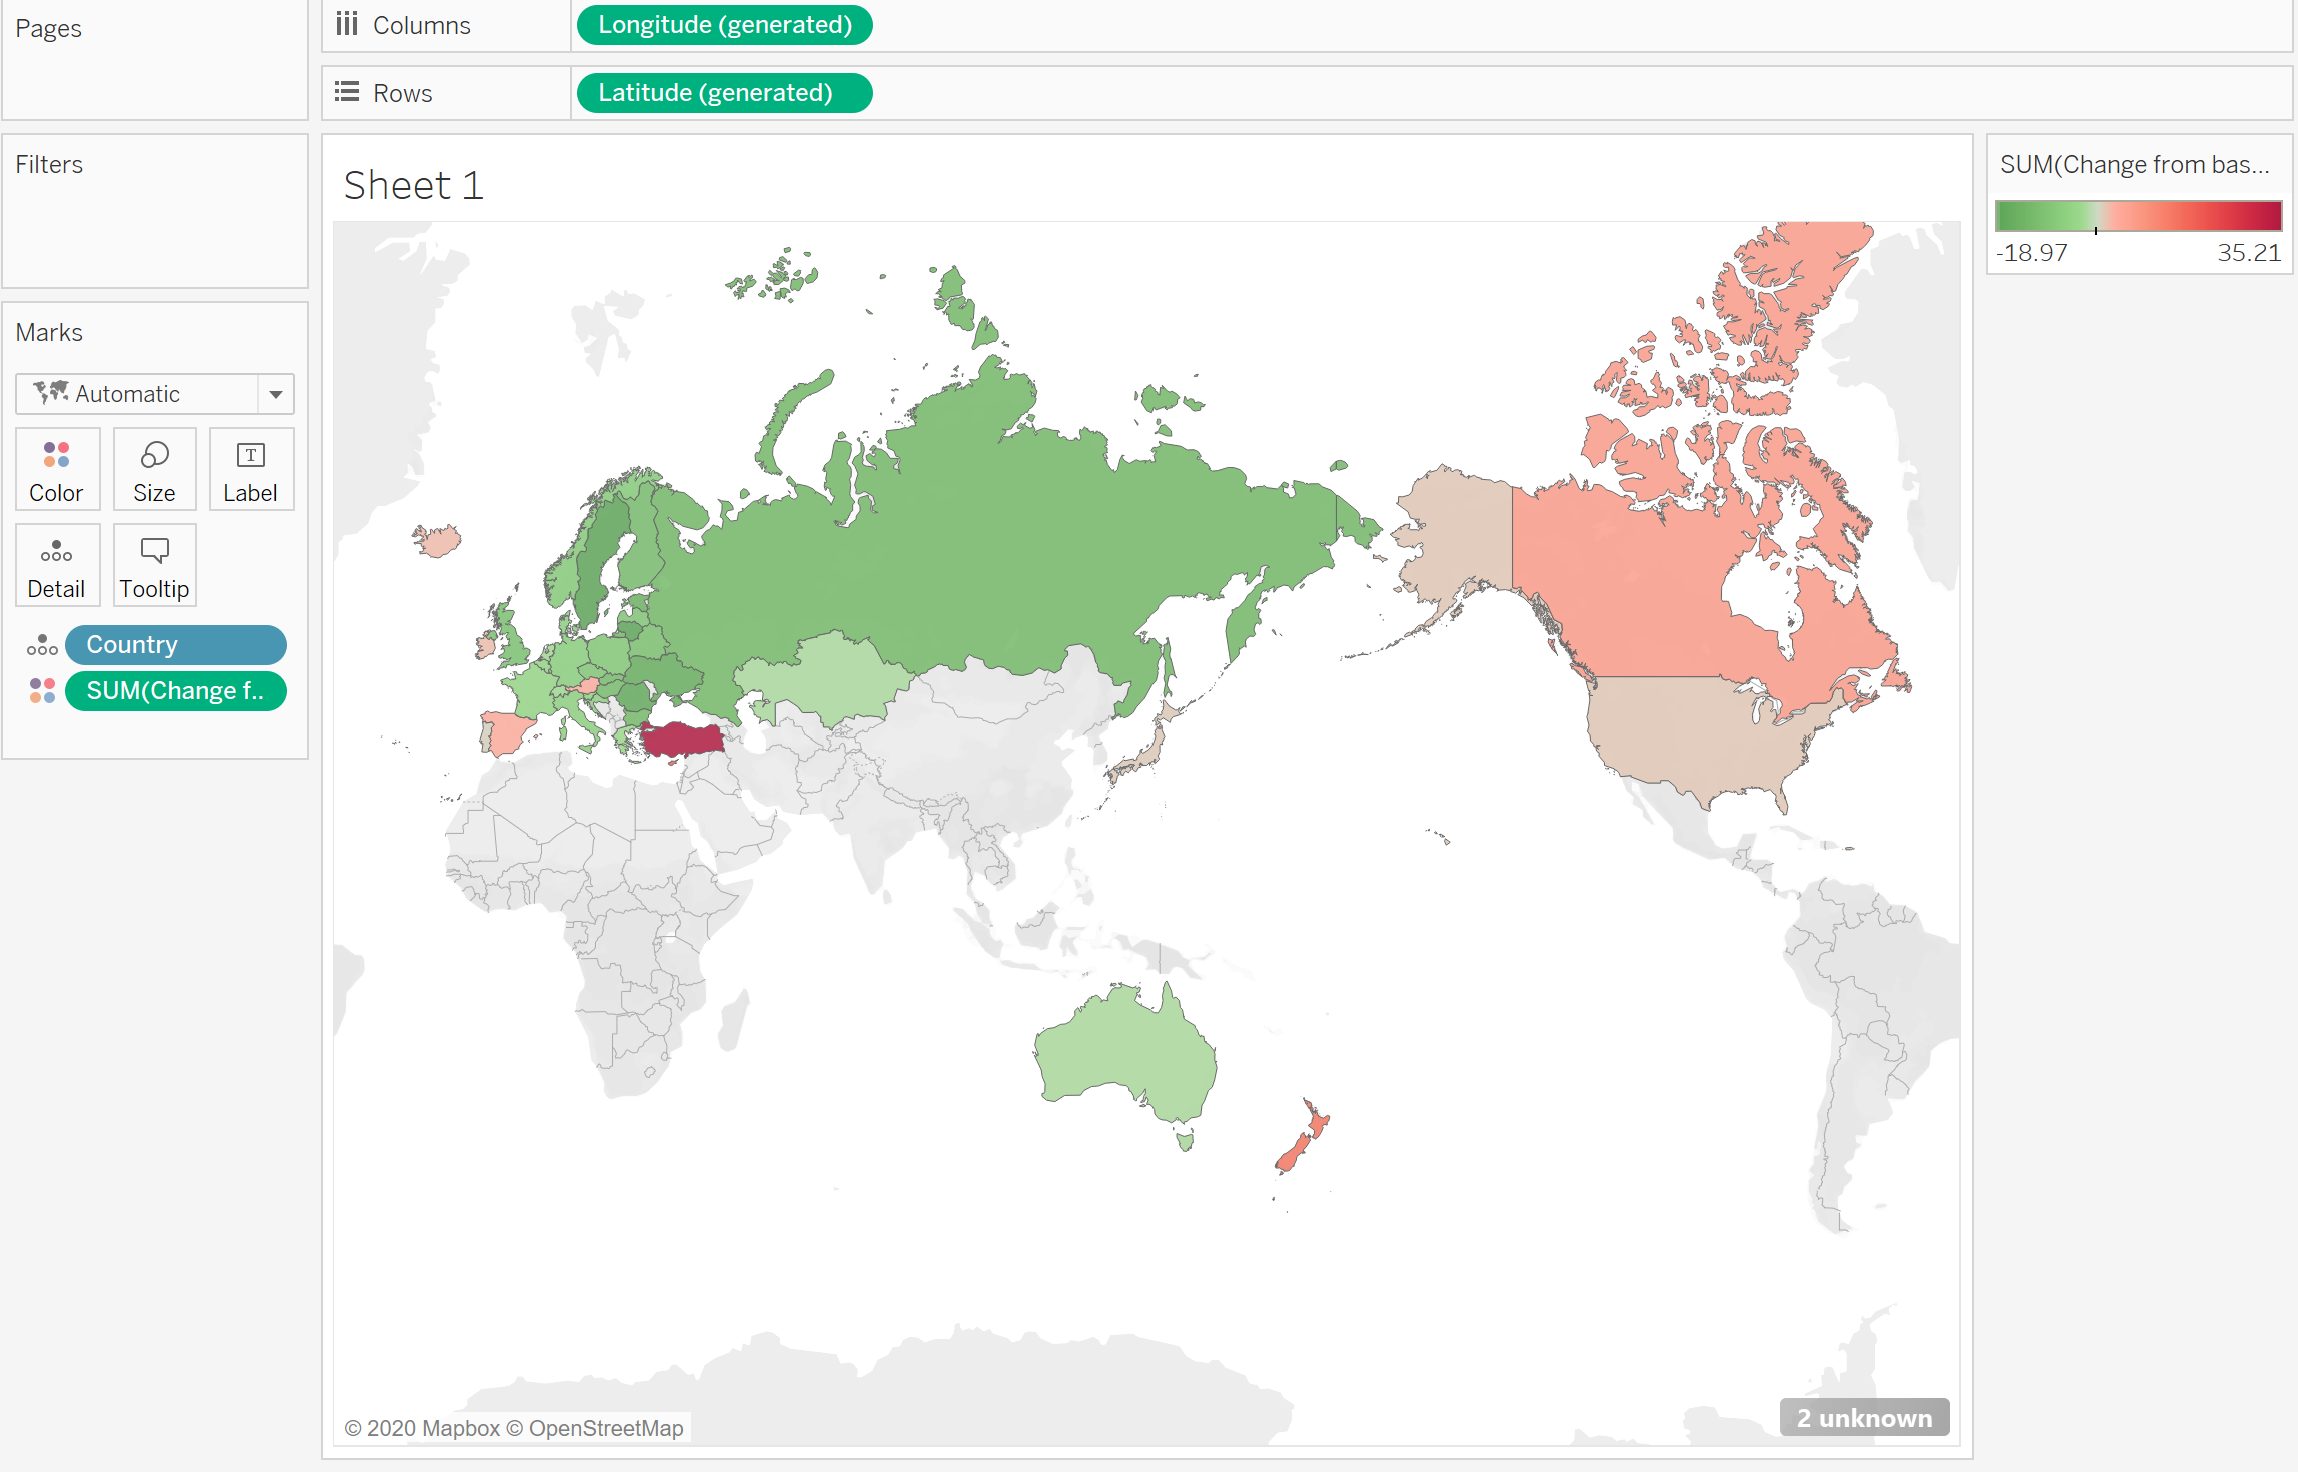 Pages
Columns
Longitude (generated)
Rows
Latitude (generated)
Filters
Sheet 1
SUM(Change from bas...
-18.97
35.21
Marks
Automatic
Color
Size
T
Label
Detail
Tooltip
Country
SUM(Change f..
© 2020 Mapbox © OpenStreetMap
2 unknown